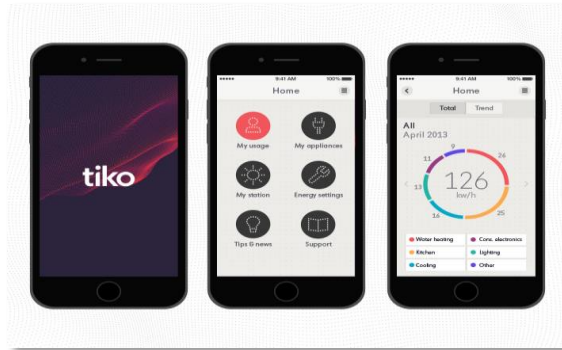 tiko
9:41 AM 100%
Home
My usage My appliances
My station Energy settings
Tips & news Support
9:41 AM 100%
Home
Total Trend
All
April 2013
9
26
11
13
126
kw/h
16
25
Water heating Cons. electronics
Kitchen Lighting
Cooling Other